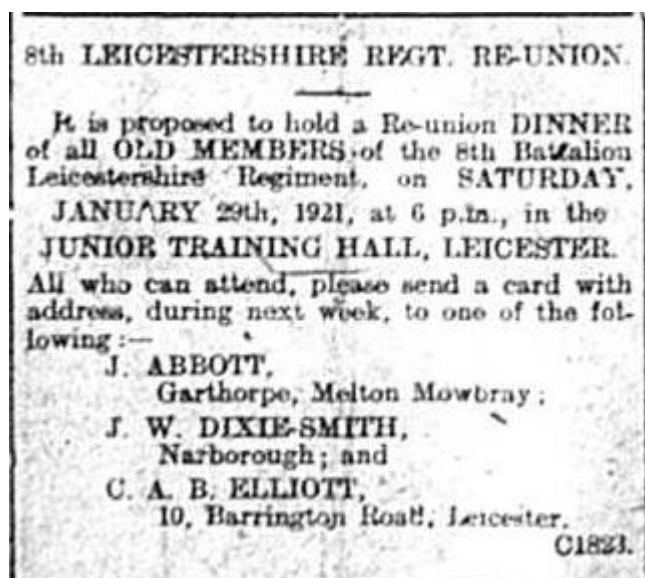 8th LEICESTERSHIRE REGT. RE-UNION.
It is proposed to hold a Re-union DINNER
of all OLD MEMBERS of the 8th Battalion
Leicestershire Regiment, on SATURDAY,
JANUARY 29th, 1921, at 6 p.m., in the
JUNIOR TRAINING HALL, LEICESTER.
All who can attend, please send a card with
address, during next week, to one of the fol-
lowing :—
J. ABBOTT,
Garthorpe, Melton Mowbray ;
J. W. DIXIE-SMITH,
Narborough ; and
C. A. B. ELLIOTT,
10, Barrington Road, Leicester.
C1823.